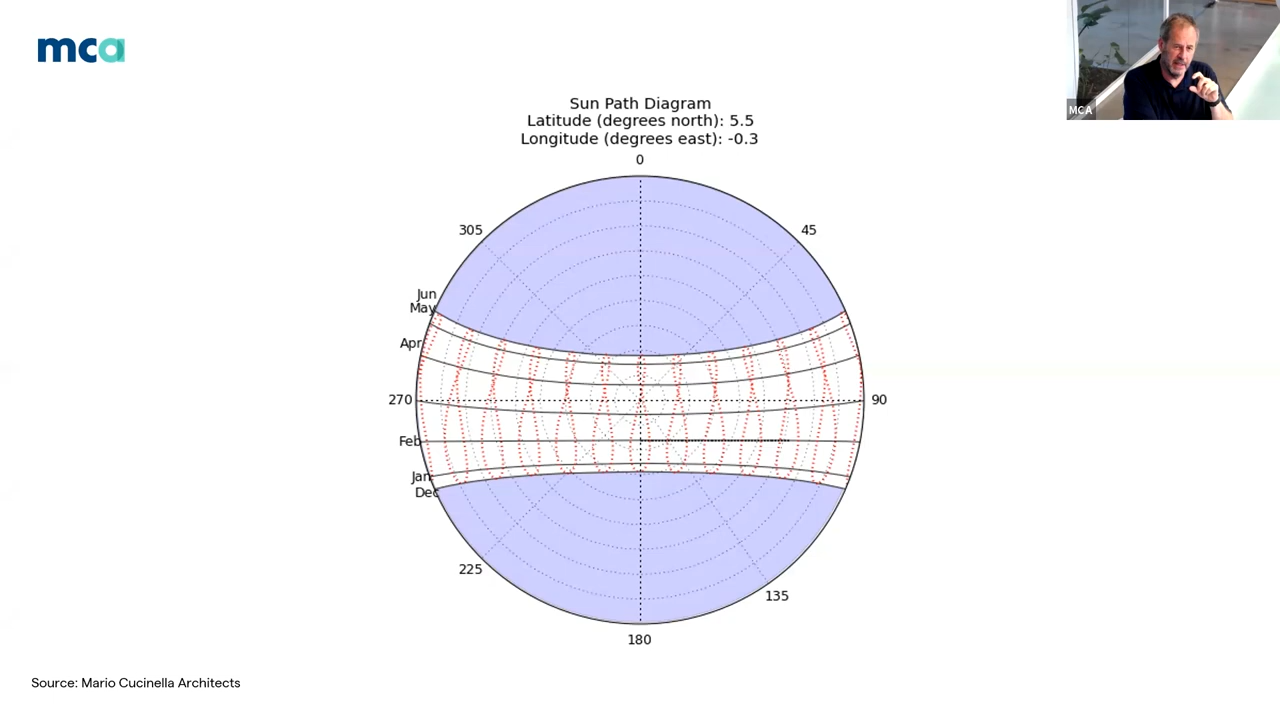 mca
MCA
Sun Path Diagram
Latitude (degrees north): 5.5
Longitude (degrees east): -0.3
0
305
45
Jun
May
Apr
270
90
Feb
Jan
Dec
225
135
180
Source: Mario Cucinella Architects